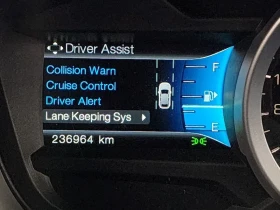 Driver Assist
Collision Warn
Cruise Control
Driver Alert
Lane Keeping Sys
F
E
236964 km